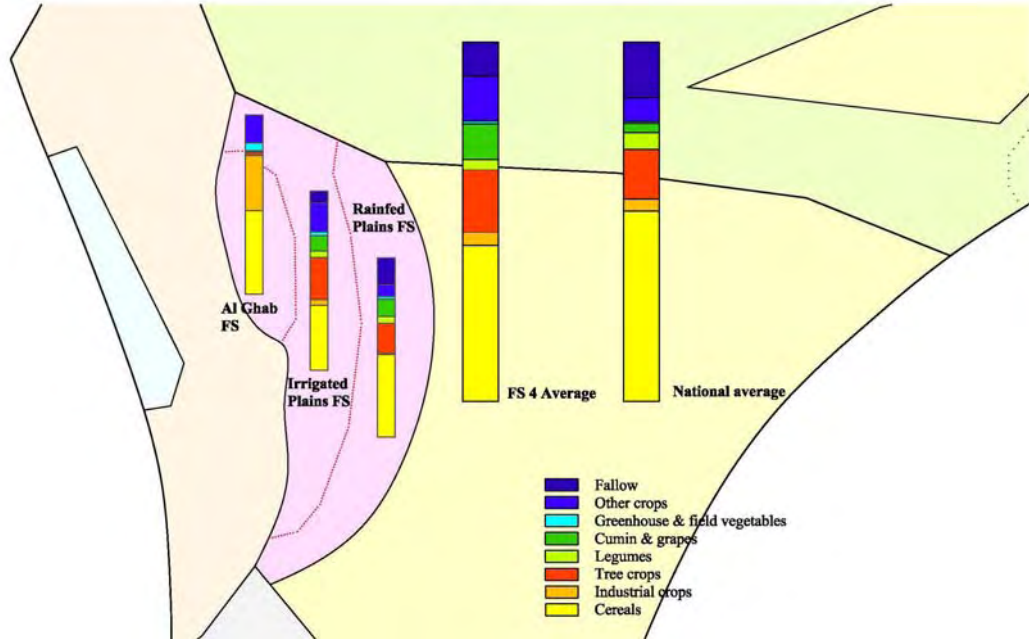 Rainfed
Plains FS
Al Ghab
FS
Irrigated
Plains FS
FS 4 Average
National average
Fallow
Other crops
Greenhouse & field vegetables
Cumin & grapes
Legumes
Tree crops
Industrial crops
Cereals